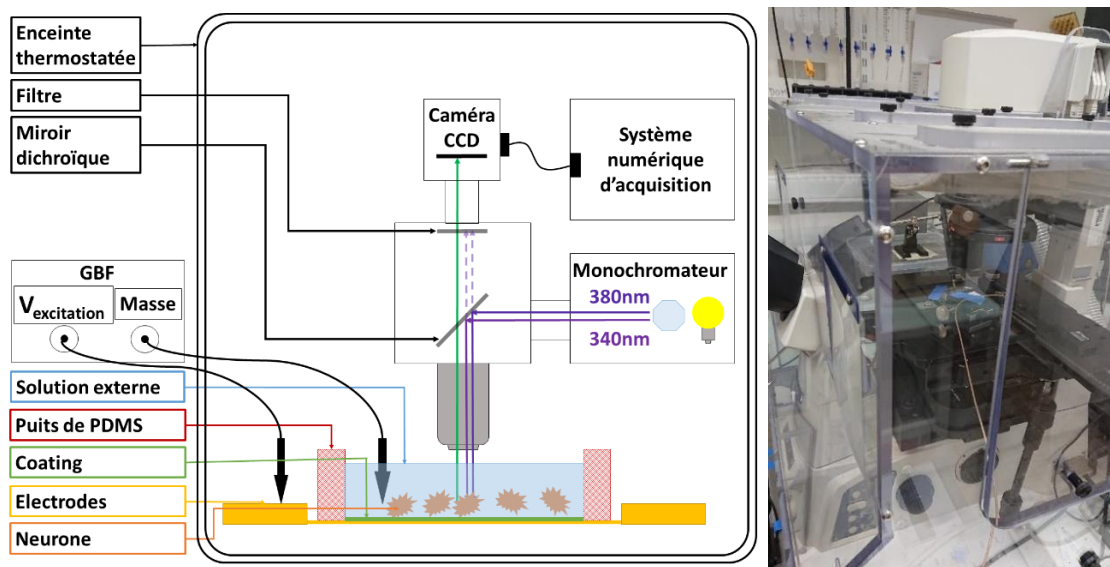 Enceinte
thermostatée
Filtre
Miroir
dichroïque
Caméra
CCD
Système
numérique
d'acquisition
GBF
Vexcitation
Masse
Monochromateur
380nm
340nm
Solution externe
Puits de PDMS
Coating
Electrodes
Neurone